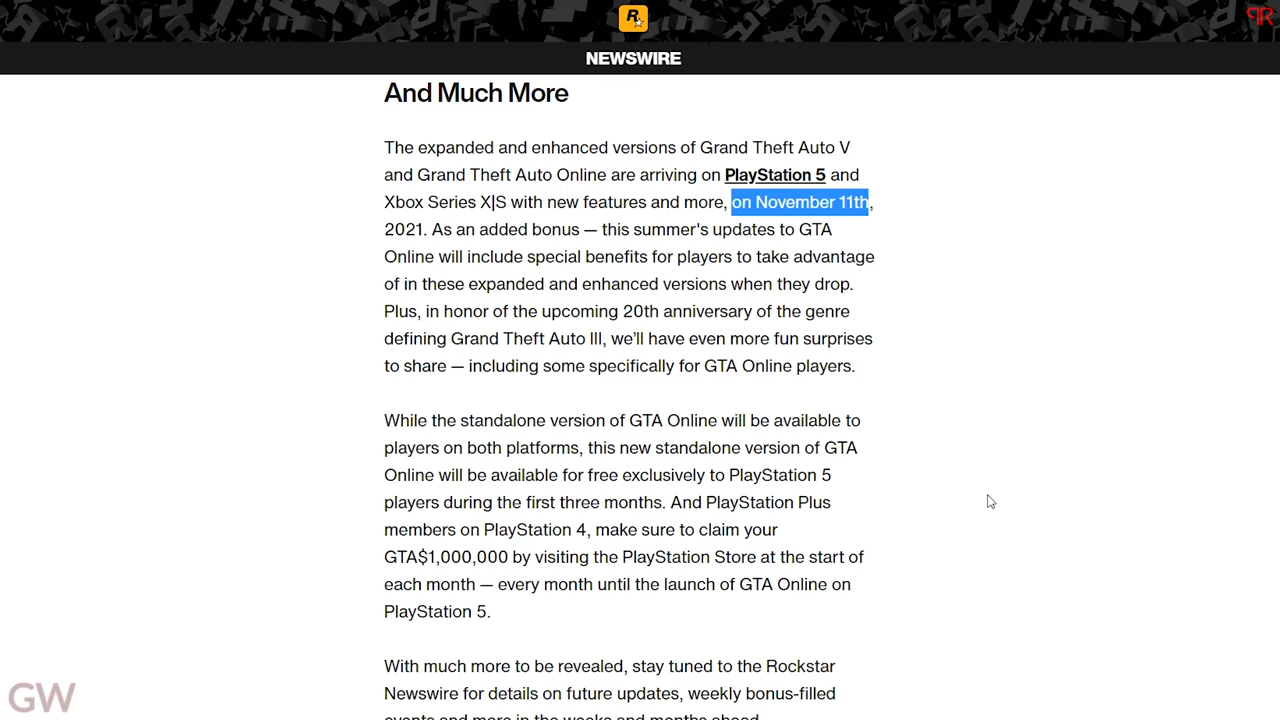 R
NEWSWIRE
And Much More
The expanded and enhanced versions of Grand Theft Auto V
and Grand Theft Auto Online are arriving on PlayStation 5 and
Xbox Series X|S with new features and more, on November 11th,
2021. As an added bonus — this summer's updates to GTA
Online will include special benefits for players to take advantage
of in these expanded and enhanced versions when they drop.
Plus, in honor of the upcoming 20th anniversary of the genre
defining Grand Theft Auto III, we’ll have even more fun surprises
to share — including some specifically for GTA Online players.
While the standalone version of GTA Online will be available to
players on both platforms, this new standalone version of GTA
Online will be available for free exclusively to PlayStation 5
players during the first three months. And PlayStation Plus
members on PlayStation 4, make sure to claim your
GTA$1,000,000 by visiting the PlayStation Store at the start of
each month — every month until the launch of GTA Online on
PlayStation 5.
With much more to be revealed, stay tuned to the Rockstar
Newswire for details on future updates, weekly bonus-filled
events and more in the weeks and months ahead.
GW